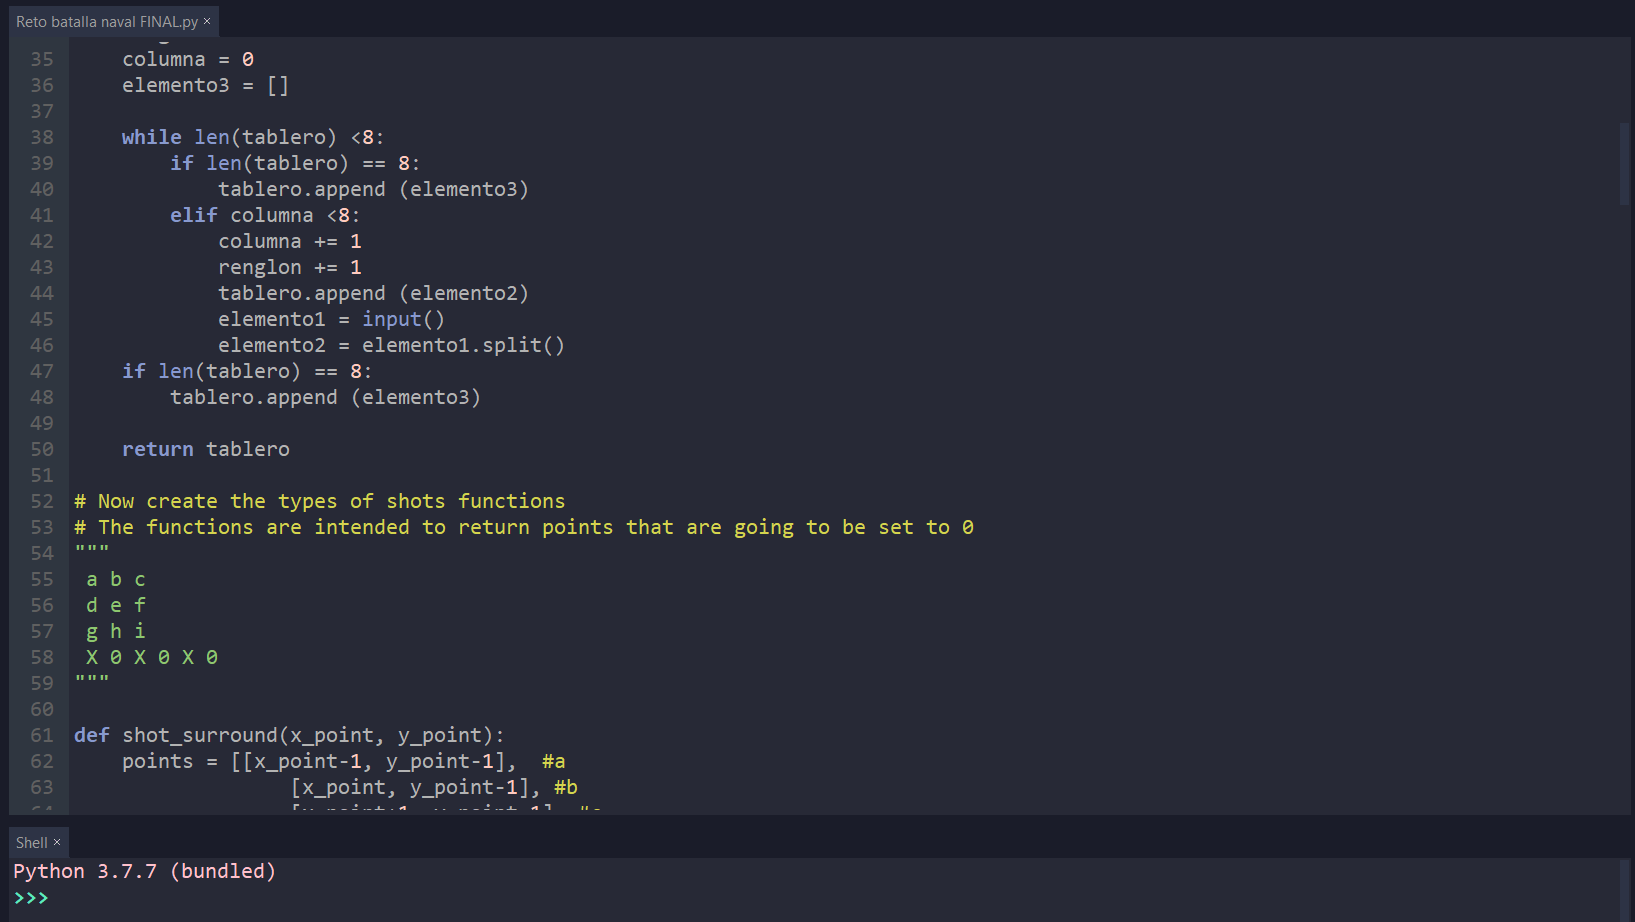 Reto batalla naval FINAL.py ×
35 columna = 0
36 elemento3 = []
37
38 while len(tablero) <8:
39 if len(tablero) == 8:
40 tablero.append (elemento3)
41 elif columna <8:
42 columna += 1
43 renglon += 1
44 tablero.append (elemento2)
45 elemento1 = input()
46 elemento2 = elemento1.split()
47 if len(tablero) == 8:
48 tablero.append (elemento3)
49
50 return tablero
51
52 # Now create the types of shots functions
53 # The functions are intended to return points that are going to be set to 0
54 """
55 a b c
56 d e f
57 g h i
58 X 0 X 0 X 0
59 """
60
61 def shot_surround(x_point, y_point):
62 points = [[x_point-1, y_point-1], #a
63 [x_point, y_point-1], #b
Shell ×
Python 3.7.7 (bundled)
>>>